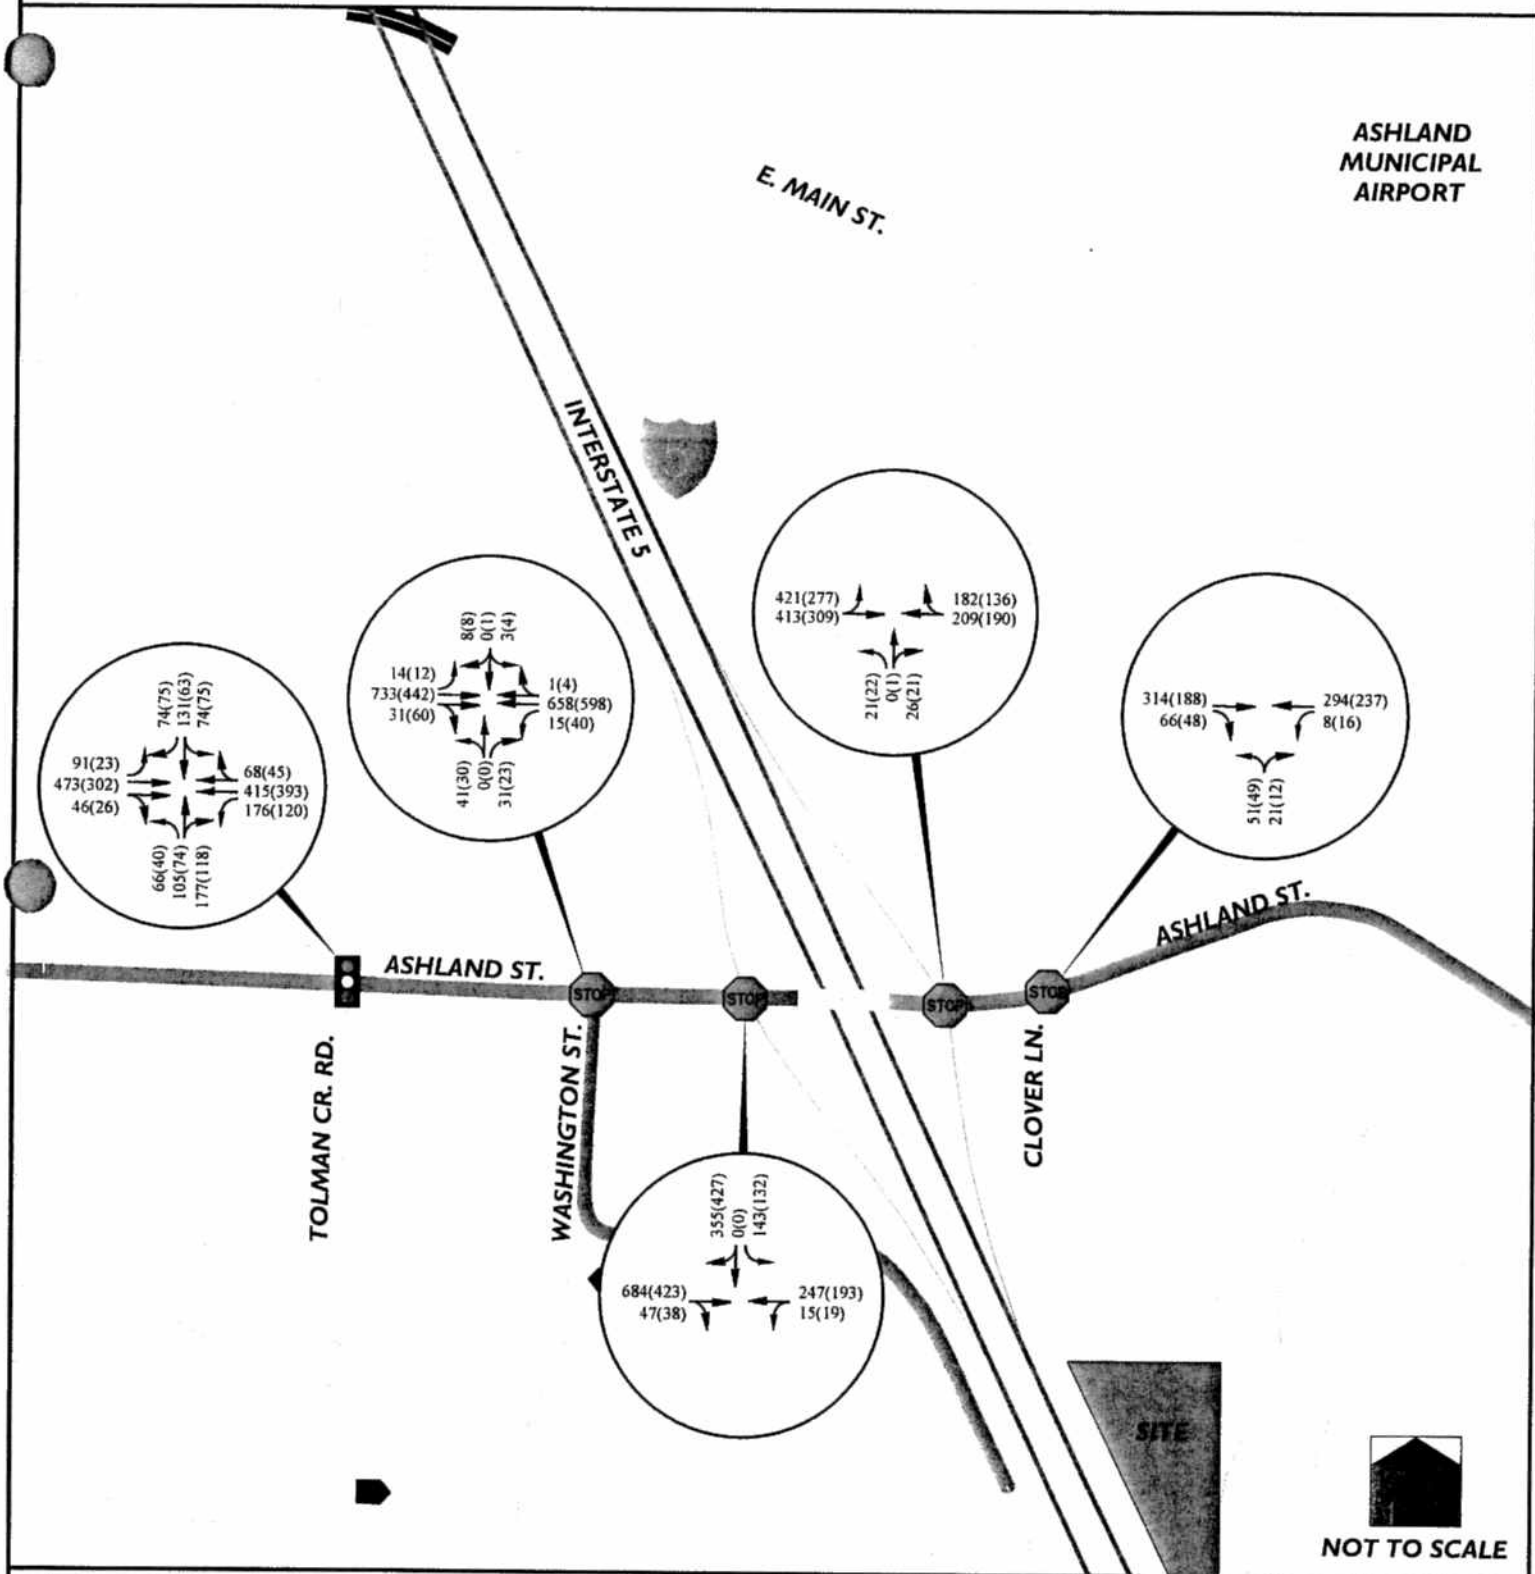 ASHLAND
MUNICIPAL
AIRPORT
E. MAIN ST.
INTERSTATE 5
421(277)
413(309)
182(136)
209(190)
21(22)
0(1)
26(21)
8(8)
0(1)
3(4)
14(12)
733(442)
31(60)
1(4)
658(598)
15(40)
41(30)
0(0)
31(23)
314(188)
66(48)
294(237)
8(16)
51(49)
21(12)
74(75)
131(63)
74(75)
91(23)
473(302)
46(26)
68(45)
415(393)
176(120)
66(40)
105(74)
177(118)
ASHLAND ST.
ASHLAND ST.
STOP
STOP
STOP
STOP
TOLMAN CR. RD.
WASHINGTON ST.
CLOVER LN.
355(427)
0(0)
143(132)
684(423)
47(38)
247(193)
15(19)
SITE
NOT TO SCALE